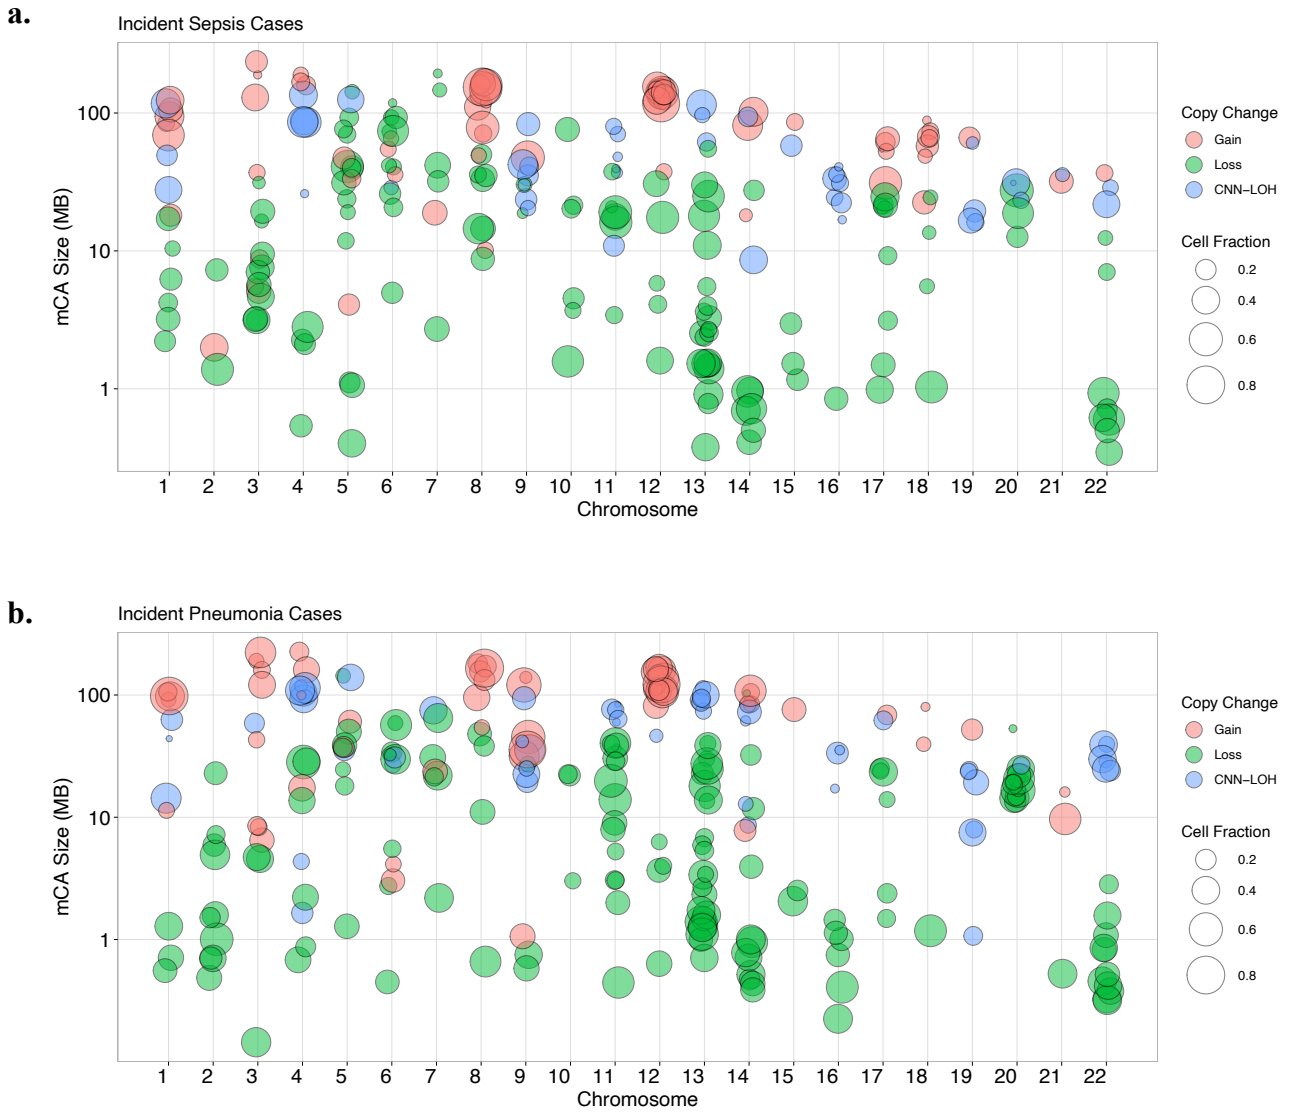 a.
Incident Sepsis Cases
mCA Size (MB)
100
10
1
1 2 3 4 5 6 7 8 9 10 11 12 13 14 15 16 17 18 19 20 21 22
Chromosome
Copy Change
Gain
Loss
CNN−LOH
Cell Fraction
0.2
0.4
0.6
0.8
b.
Incident Pneumonia Cases
mCA Size (MB)
100
10
1
1 2 3 4 5 6 7 8 9 10 11 12 13 14 15 16 17 18 19 20 21 22
Chromosome
Copy Change
Gain
Loss
CNN−LOH
Cell Fraction
0.2
0.4
0.6
0.8